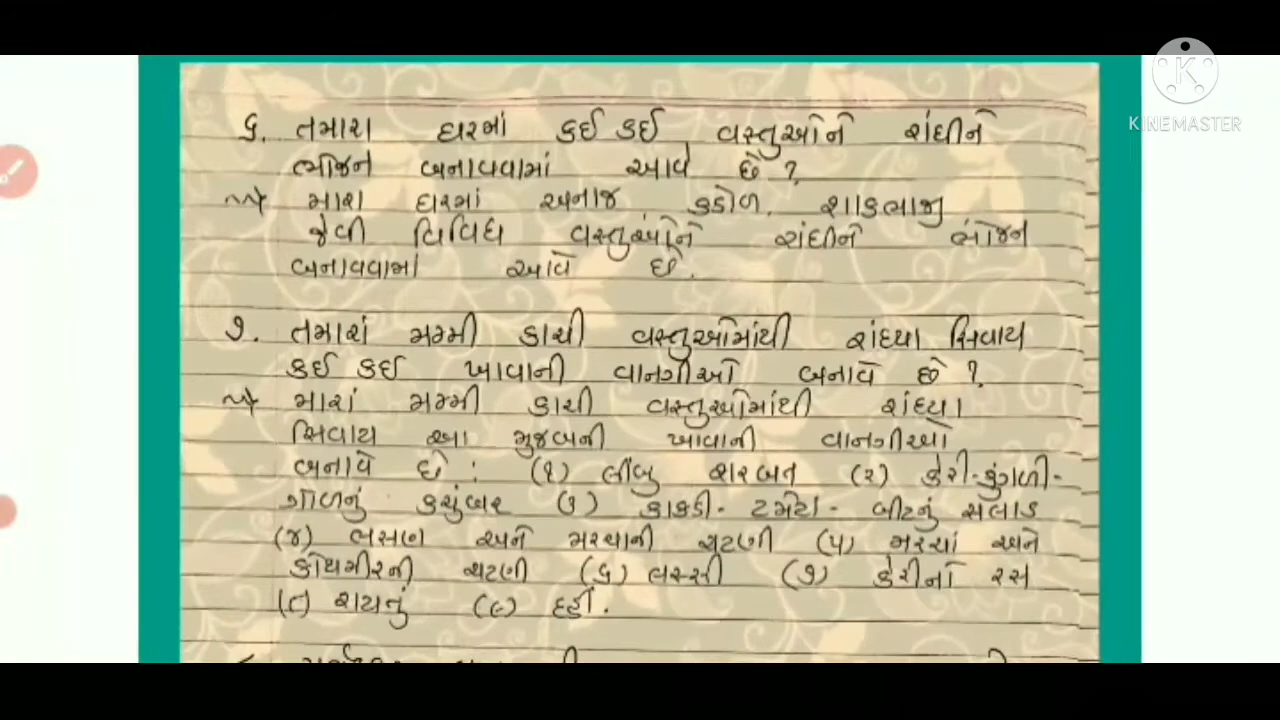 KINEMASTER
૬. તમારા ઘરમાં કઈ કઈ વસ્તુઓને રાંધીને
ભોજન બનાવવામાં આવે છે ?
મારા ઘરમાં અનાજ કઠોળ, શાકભાજી
જેવી વિવિધ વસ્તુઓને રાંધીને ભોજન
બનાવવામાં આવે છે.
૭. તમારાં મમ્મી કાચી વસ્તુઓમાંથી રાંધ્યા સિવાય
કઈ કઈ ખાવાની વાનગીઓ બનાવે છે ?
મારાં મમ્મી કાચી વસ્તુઓમાંથી રાંધ્યા
સિવાય આ મુજબની ખાવાની વાનગીઓ
બનાવે છે : (૧) લીંબુ શરબત (૨) કેરી-ડુંગળી-
ગોળનું કચુંબર (૩) કાકડી - ટમેટા - બીટનું સલાડ
(૪) લસણ અને મરચાની ચટણી (૫) મરચાં અને
કોથમીરની ચટણી (૬) લસ્સી (૭) કેરીનો રસ
(૮) રાયતું (૯) દહીં.